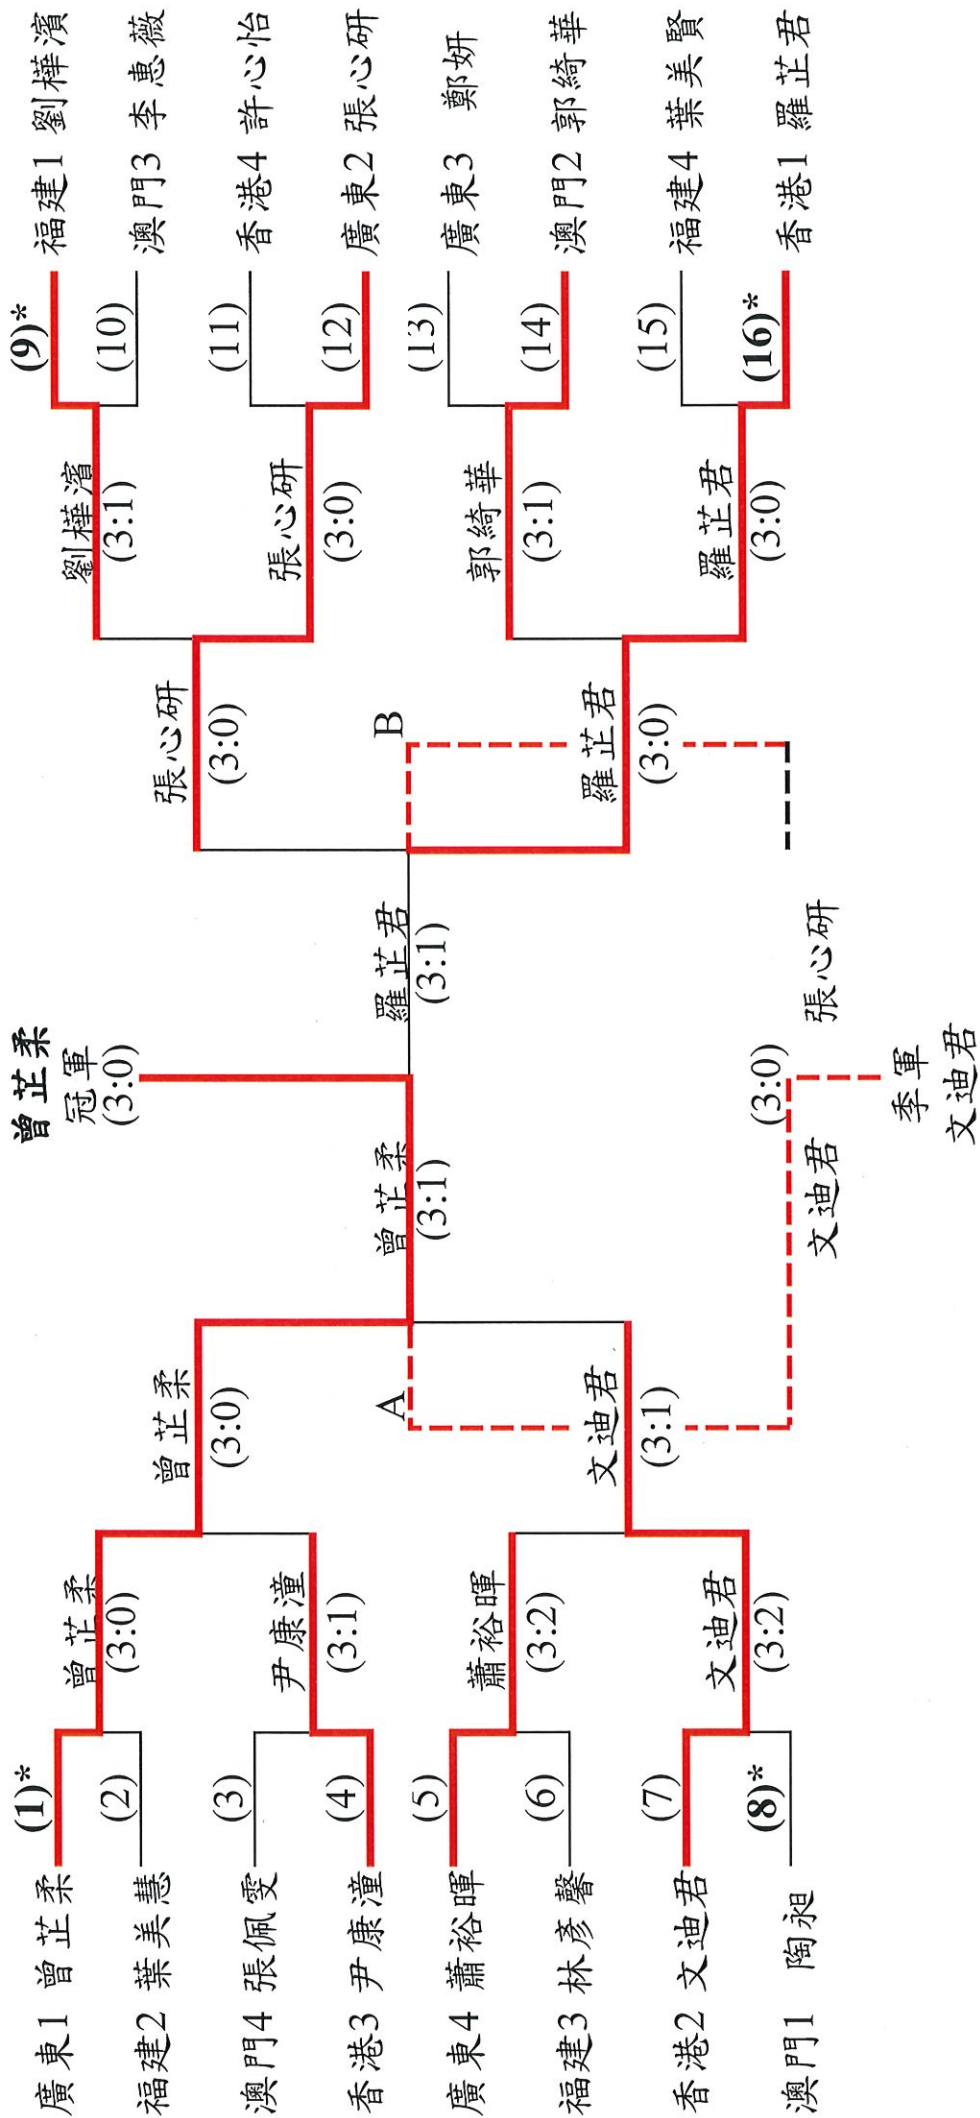 曾芷柔
冠軍
(3:0)
廣東1 曾芷柔
(1)*
福建2 葉美慧
(2)
澳門4 張佩雯
(3)
香港3 尹康潼
(4)
廣東4 蕭裕暉
(5)
福建3 林彥馨
(6)
香港2 文迪君
(7)
澳門1 陶昶
(8)*
曾芷柔
(3:0)
尹康潼
(3:1)
蕭裕暉
(3:2)
文迪君
(3:2)
曾芷柔
(3:0)
文迪君
(3:1)
A
曾芷柔
(3:1)
羅芷君
(3:1)
B
張心研
(3:0)
羅芷君
(3:0)
劉樺濱
(3:1)
張心研
(3:0)
郭綺華
(3:1)
羅芷君
(3:0)
(9)*
福建1 劉樺濱
(10)
澳門3 李惠薇
(11)
香港4 許心怡
(12)
廣東2 張心研
(13)
廣東3 鄭妍
(14)
澳門2 郭綺華
(15)
福建4 葉美賢
(16)*
香港1 羅芷君
(3:0)
文迪君
張心研
季軍
文迪君